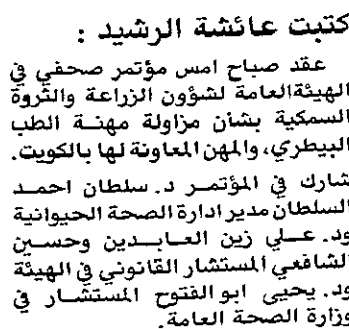 كتبت عائشة الرشيد :
عقد صباح امس مؤتمر صحفي في
الهيئة العامة لشؤون الزراعة والثروة
السمكية بشأن مزاولة مهنة الطب
البيطري، والمهن المعاونة لها بالكويت.
شارك في المؤتمر د. سلطان احمد
السلطان مدير ادارة الصحة الحيوانية
ود. علي زين العابدين وحسين
الشافعي المستشار القانوني في الهيئة
ود. يحيى ابو الفتوح المستشار في
وزارة الصحة العامة.